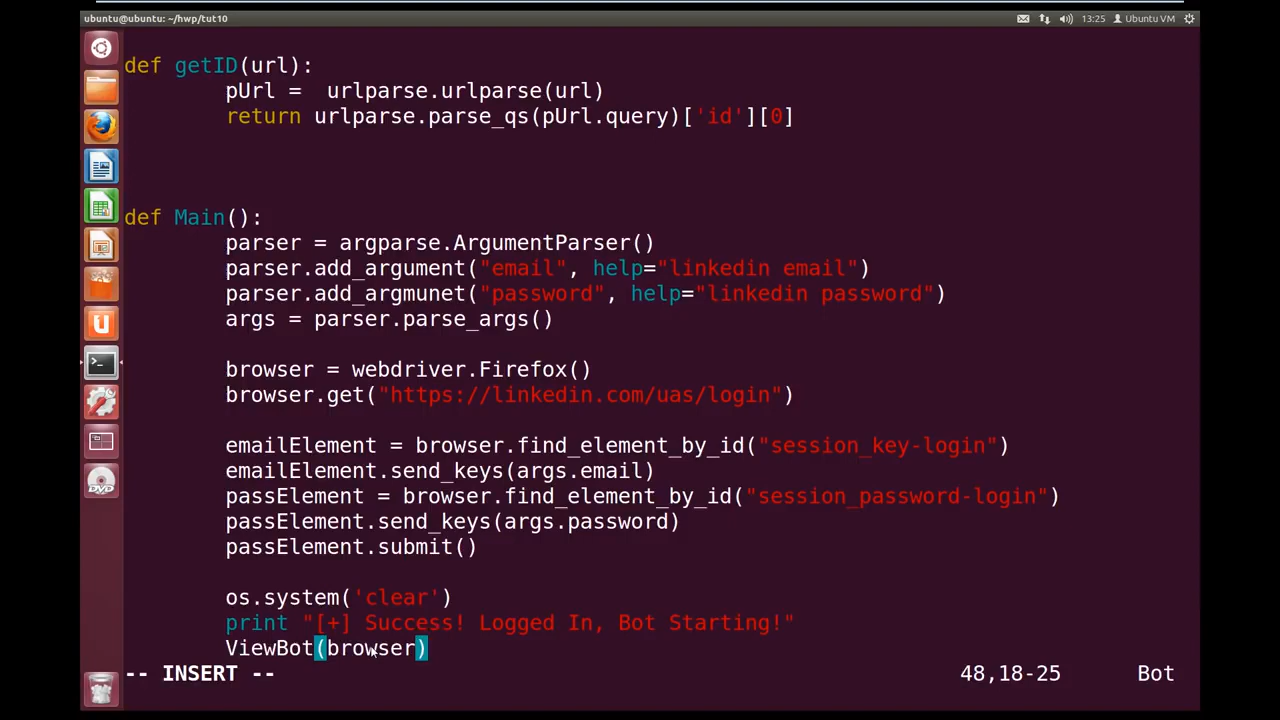 ubuntu@ubuntu: ~/hwp/tut10
13:25 Ubuntu VM
def getID(url):
pUrl =  urlparse.urlparse(url)
return urlparse.parse_qs(pUrl.query)['id'][0]
def Main():
parser = argparse.ArgumentParser()
parser.add_argument("email", help="linkedin email")
parser.add_argmunet("password", help="linkedin password")
args = parser.parse_args()
browser = webdriver.Firefox()
browser.get("https://linkedin.com/uas/login")
emailElement = browser.find_element_by_id("session_key-login")
emailElement.send_keys(args.email)
passElement = browser.find_element_by_id("session_password-login")
passElement.send_keys(args.password)
passElement.submit()
os.system('clear')
print "[+] Success! Logged In, Bot Starting!"
ViewBot(browser)
-- INSERT -- 48,18-25 Bot